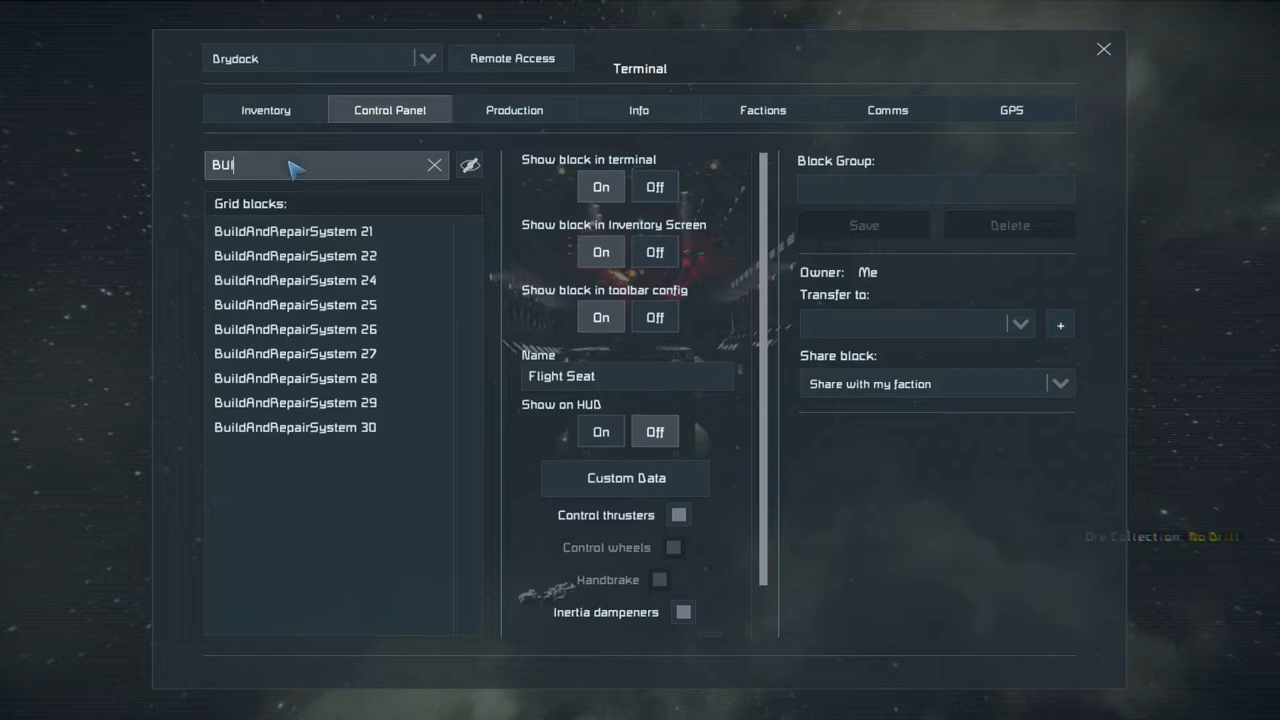 Drydock
Remote Access
Terminal
Inventory
Control Panel
Production
Info
Factions
Comms
GPS
BUI
Grid blocks:
BuildAndRepairSystem 21
BuildAndRepairSystem 22
BuildAndRepairSystem 24
BuildAndRepairSystem 25
BuildAndRepairSystem 26
BuildAndRepairSystem 27
BuildAndRepairSystem 28
BuildAndRepairSystem 29
BuildAndRepairSystem 30
Show block in terminal
On Off
Show block in Inventory Screen
On Off
Show block in toolbar config
On Off
Name
Flight Seat
Show on HUD
On Off
Custom Data
Control thrusters
Control wheels
Handbrake
Inertia dampeners
Block Group:
Save Delete
Owner: Me
Transfer to:
+
Share block:
Share with my faction
Ore Collection: No Drill